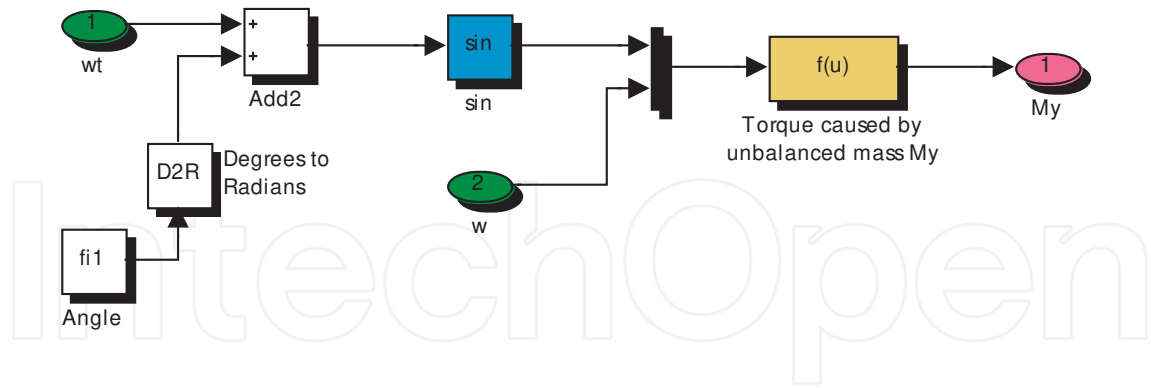 1
wt
+
+
Add2
sin
sin
f(u)
Torque caused by
unbalanced mass My
1
My
D2R
Degrees to
Radians
2
w
fi1
Angle
IntechOpen